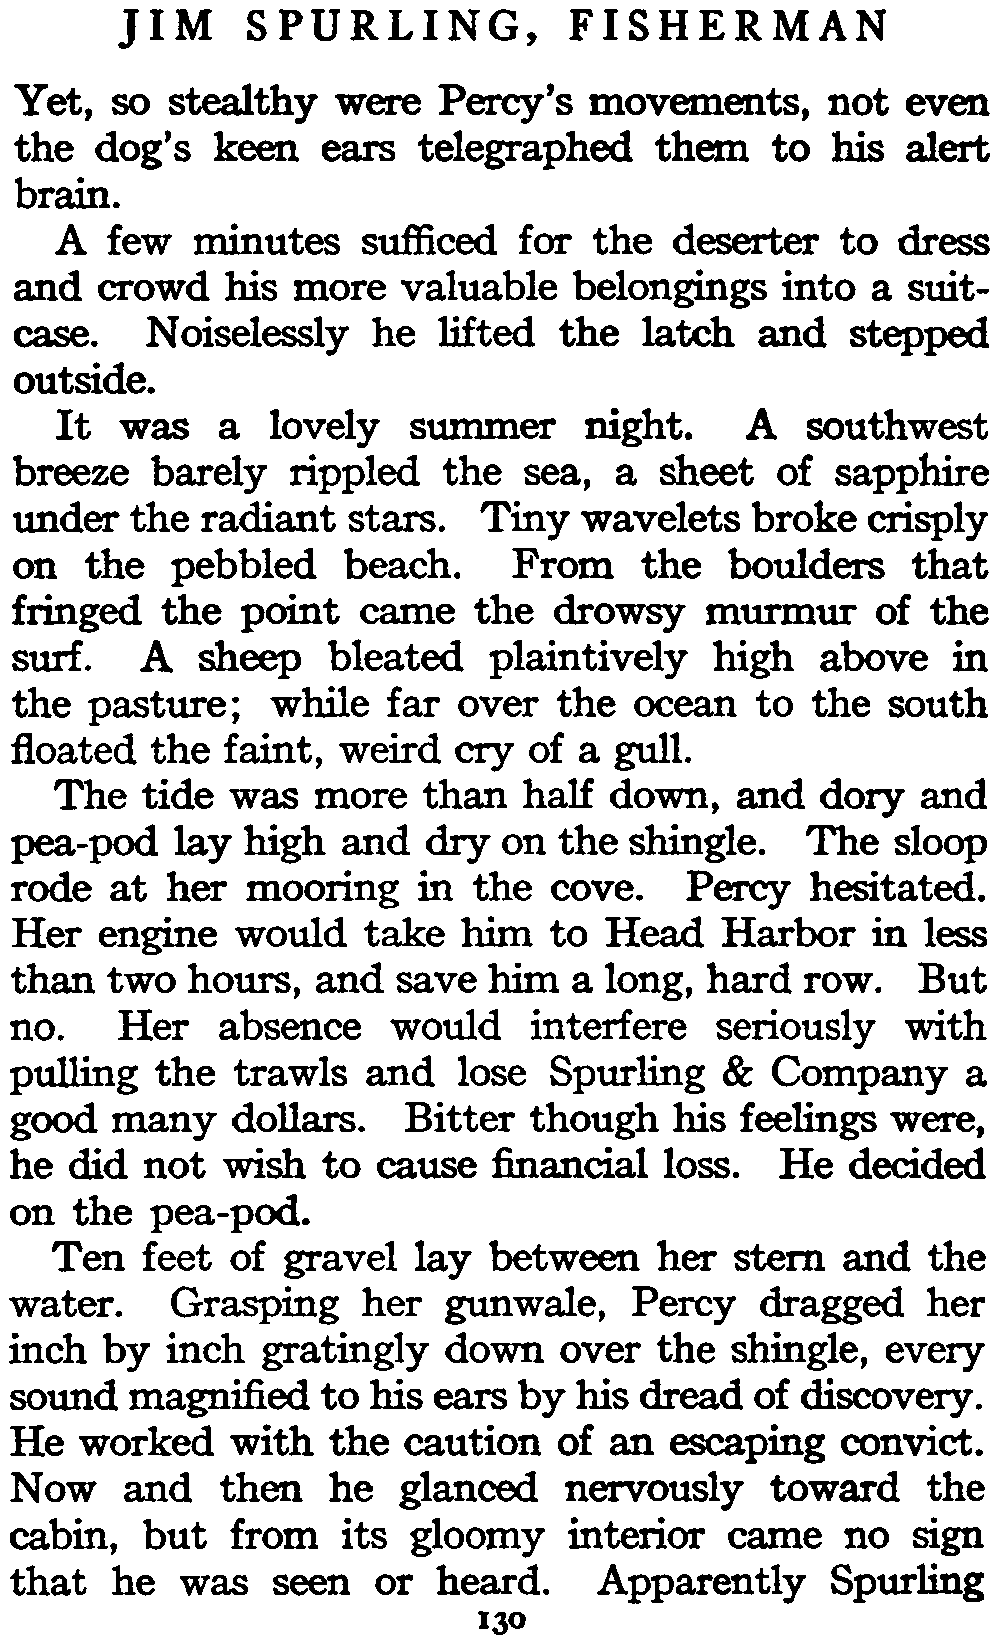 JIM SPURLING, FISHERMAN
Yet, so stealthy were Percy's movements, not even
the dog's keen ears telegraphed them to his alert
brain.
A few minutes sufficed for the deserter to dress
and crowd his more valuable belongings into a suit-
case. Noiselessly he lifted the latch and stepped
outside.
It was a lovely summer night. A southwest
breeze barely rippled the sea, a sheet of sapphire
under the radiant stars. Tiny wavelets broke crisply
on the pebbled beach. From the boulders that
fringed the point came the drowsy murmur of the
surf. A sheep bleated plaintively high above in
the pasture; while far over the ocean to the south
floated the faint, weird cry of a gull.
The tide was more than half down, and dory and
pea-pod lay high and dry on the shingle. The sloop
rode at her mooring in the cove. Percy hesitated.
Her engine would take him to Head Harbor in less
than two hours, and save him a long, hard row. But
no. Her absence would interfere seriously with
pulling the trawls and lose Spurling & Company a
good many dollars. Bitter though his feelings were,
he did not wish to cause financial loss. He decided
on the pea-pod.
Ten feet of gravel lay between her stern and the
water. Grasping her gunwale, Percy dragged her
inch by inch gratingly down over the shingle, every
sound magnified to his ears by his dread of discovery.
He worked with the caution of an escaping convict.
Now and then he glanced nervously toward the
cabin, but from its gloomy interior came no sign
that he was seen or heard. Apparently Spurling
130